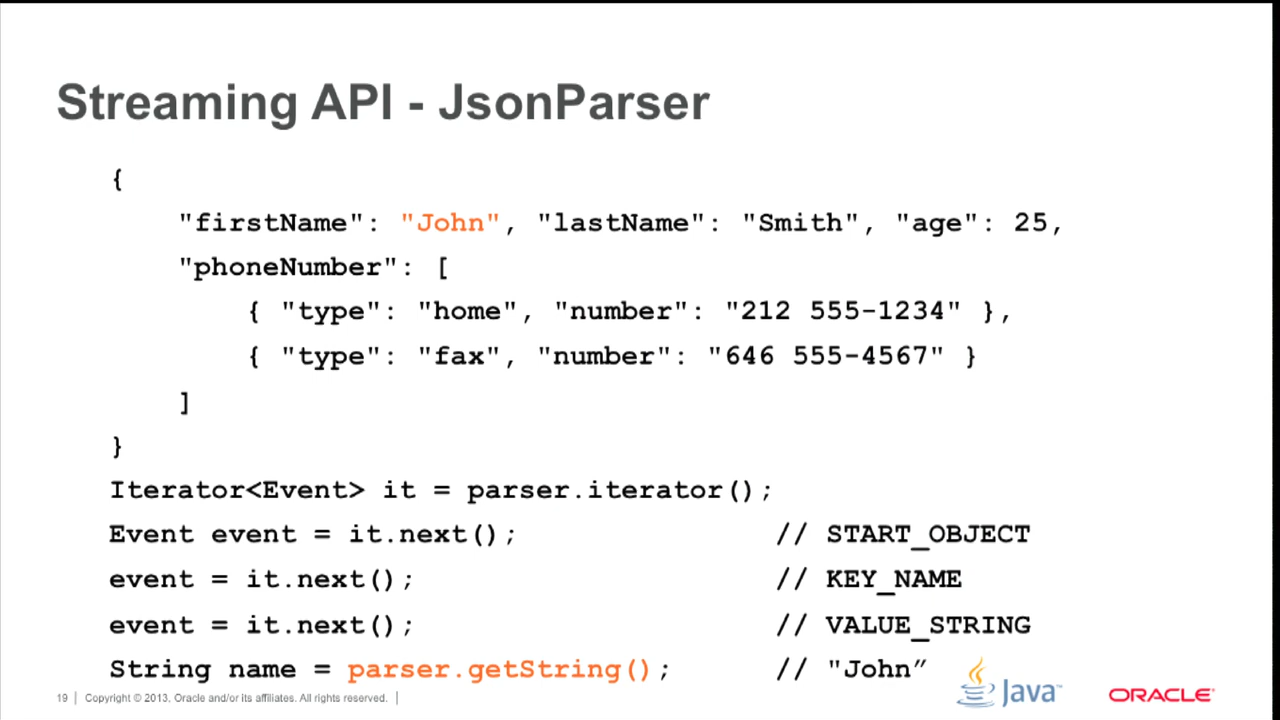 Streaming API - JsonParser
{
"firstName": "John", "lastName": "Smith", "age": 25,
"phoneNumber": [
{ "type": "home", "number": "212 555-1234" },
{ "type": "fax", "number": "646 555-4567" }
]
}
Iterator<Event> it = parser.iterator();
Event event = it.next(); // START_OBJECT
event = it.next(); // KEY_NAME
event = it.next(); // VALUE_STRING
String name = parser.getString(); // "John”
19 | Copyright © 2013, Oracle and/or its affiliates. All rights reserved. |
Java™ ORACLE®